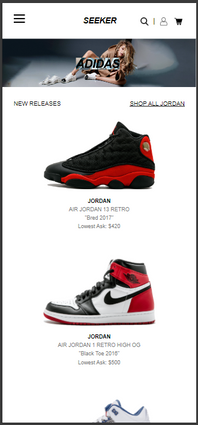 SEEKER
ADIDAS
NEW RELEASES
SHOP ALL JORDAN
JORDAN
AIR JORDAN 13 RETRO
"Bred 2017"
Lowest Ask: $420
JORDAN
AIR JORDAN 1 RETRO HIGH OG
"Black Toe 2016"
Lowest Ask: $500